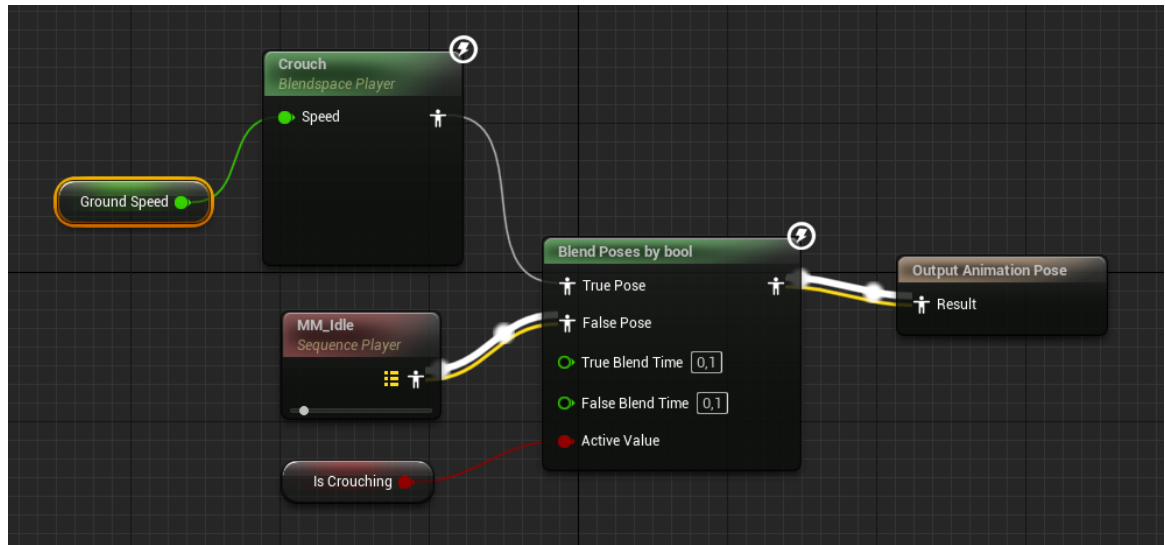 Crouch
Blendspace Player
Speed
Ground Speed
Blend Poses by bool
True Pose
False Pose
True Blend Time 0,1
False Blend Time 0,1
Active Value
Output Animation Pose
Result
MM_Idle
Sequence Player
Is Crouching